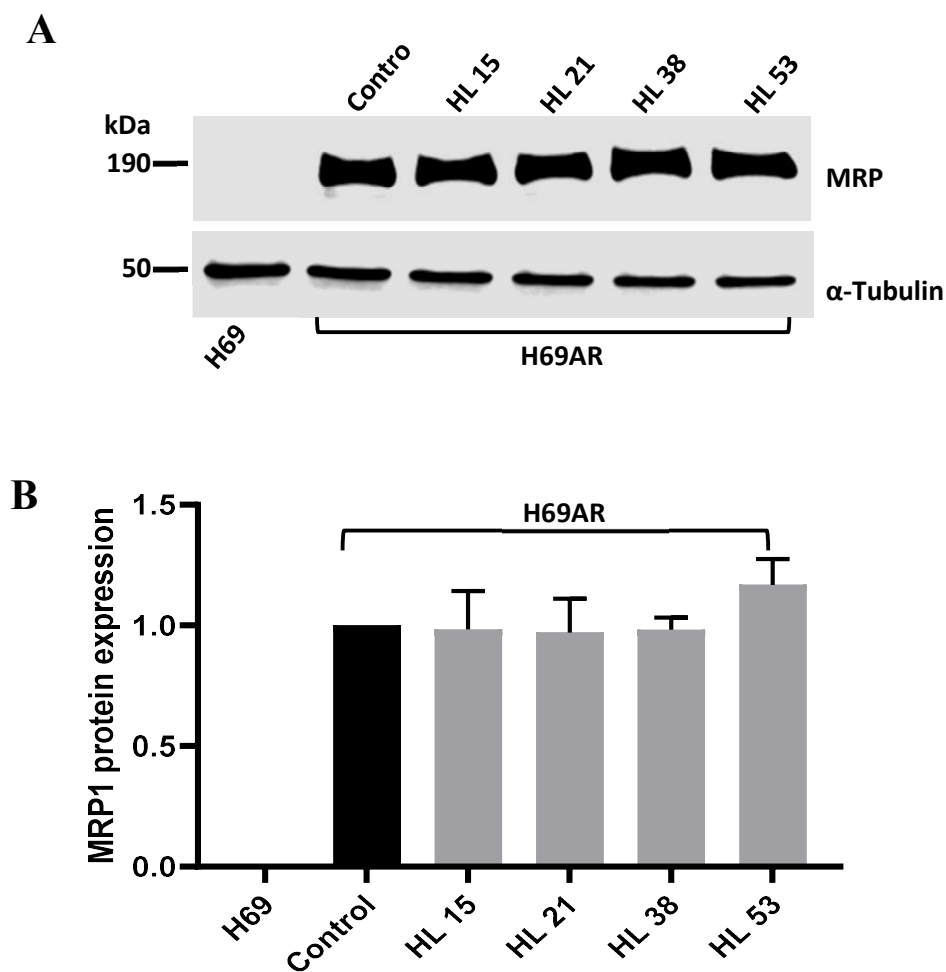 A
Contro
HL 15
HL 21
HL 38
HL 53
kDa
190
MRP
50
α-Tubulin
H69
H69AR
B
H69AR
MRP1 protein expression
1.5
1.0
0.5
0.0
H69
Control
HL 15
HL 21
HL 38
HL 53